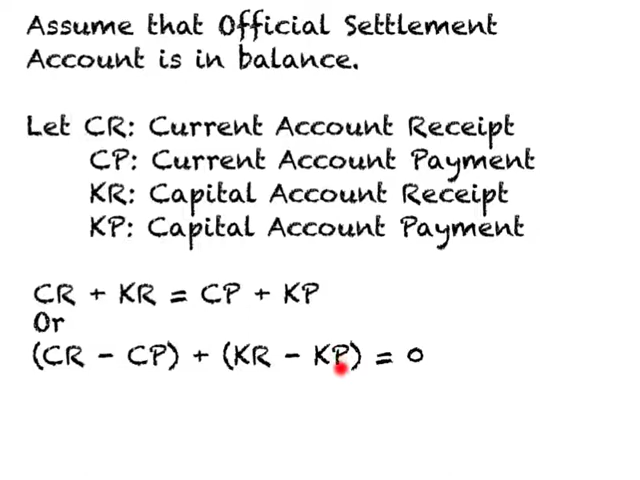 Assume that Official Settlement
Account is in balance.
Let CR: Current Account Receipt
CP: Current Account Payment
KR: Capital Account Receipt
KP: Capital Account Payment
CR + KR = CP + KP
Or
(CR - CP) + (KR - KP) = 0